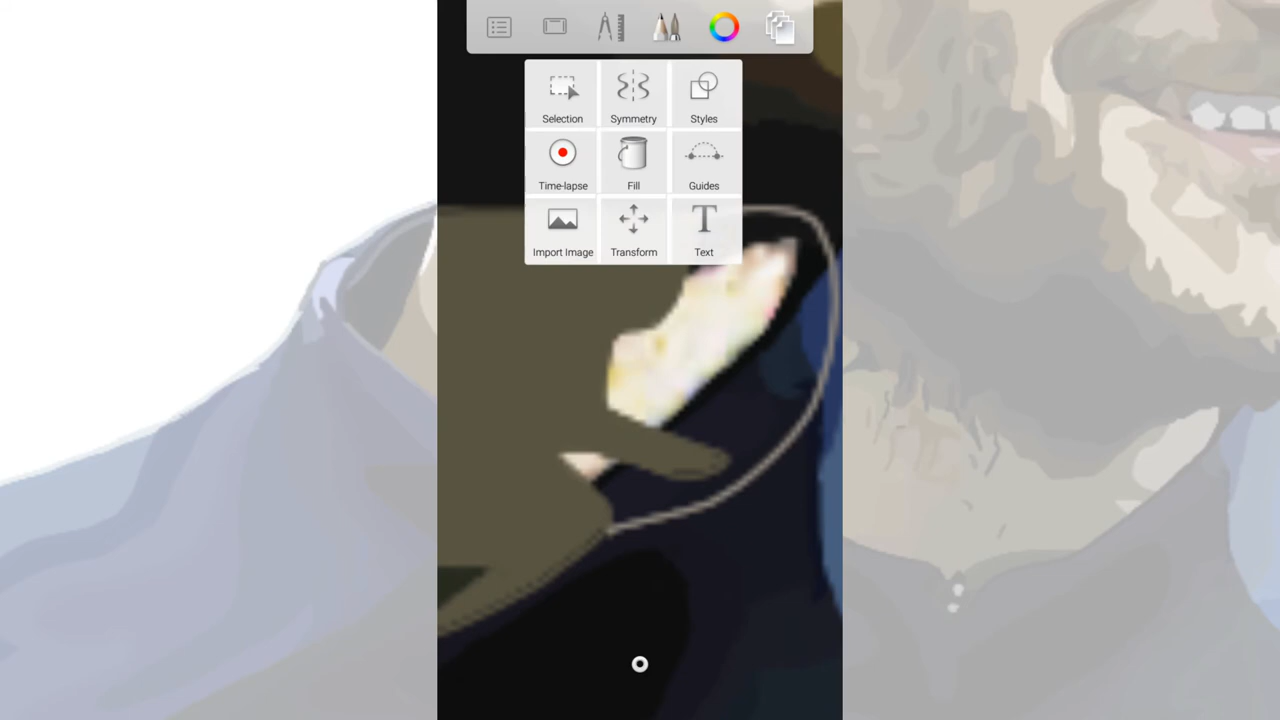 Selection Symmetry Styles
Time-lapse Fill Guides
Import Image Transform Text